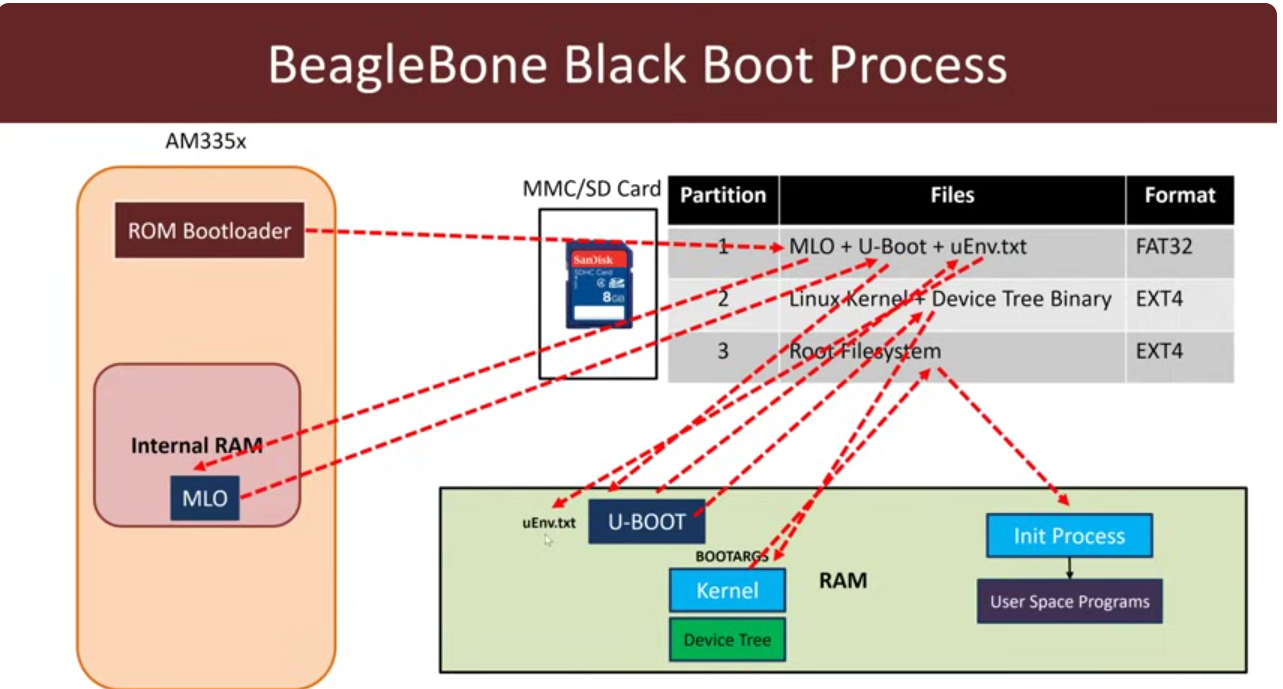 BeagleBone Black Boot Process
AM335x
ROM Bootloader
Internal RAM
MLO
MMC/SD Card
SanDisk
SDHC Card
4
8GB
Partition Files Format
1 MLO + U-Boot + uEnv.txt FAT32
2 Linux Kernel + Device Tree Binary EXT4
3 Root Filesystem EXT4
uEnv.txt
U-BOOT
BOOTARGS
Kernel
Device Tree
RAM
Init Process
User Space Programs